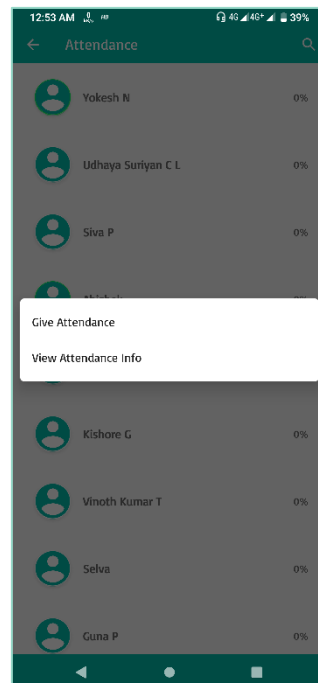 12:53 AM 4G 4G+ 39%
Attendance
Yokesh N 0%
Udhaya Suriyan C L 0%
Siva P 0%
Give Attendance
View Attendance Info
Kishore G 0%
Vinoth Kumar T 0%
Selva 0%
Guna P 0%